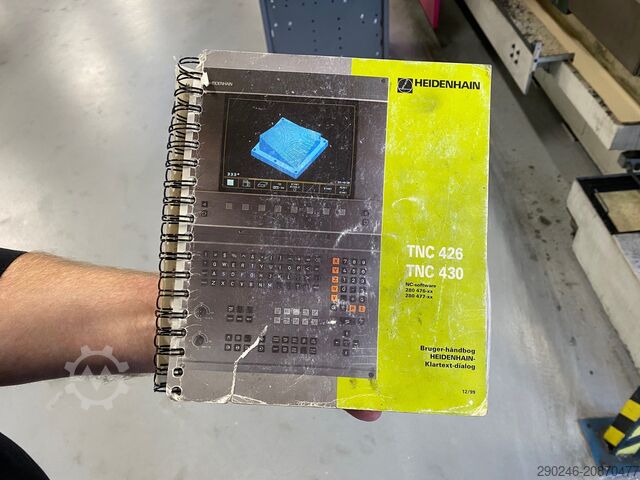 HEIDENHAIN
HEIDENHAIN
TNC 426
TNC 430
NC-software
280 476-xx
280 477-xx
Bruger-håndbog
HEIDENHAIN-
Klartext-dialog
12/99
290246-20870477